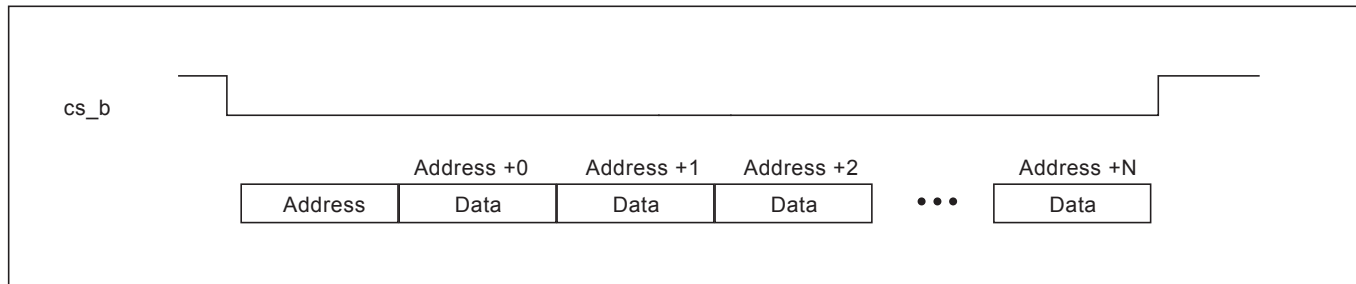 cs_b
Address +0 Address +1 Address +2 Address +N
Address Data Data Data ••• Data